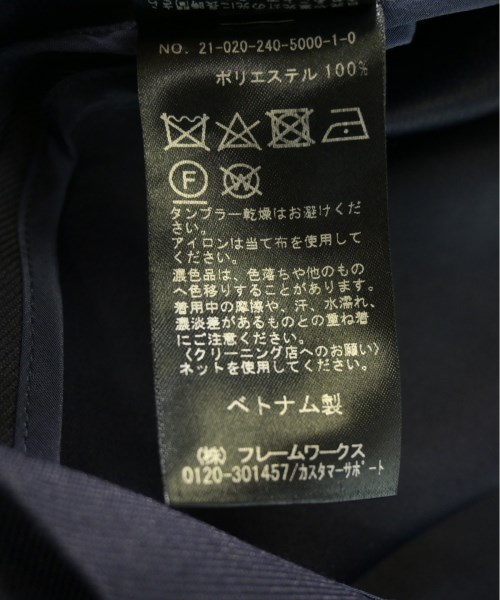 NO. 21-020-240-5000-1-0
ポリエステル 100%
F W
タンブラー乾燥はお避けくだ
さい。
アイロンは当て布を使用して
ください。
濃色品は、色落ちや他のもの
へ色移りすることがあります。
着用中の摩擦や、汗、水濡れ、
濃淡差があるものとの重ね着
にご注意ください。
〈クリーニング店へのお願い〉
ネットを使用してください。
ベトナム製
(株) フレームワークス
0120-301457/カスタマーサポート